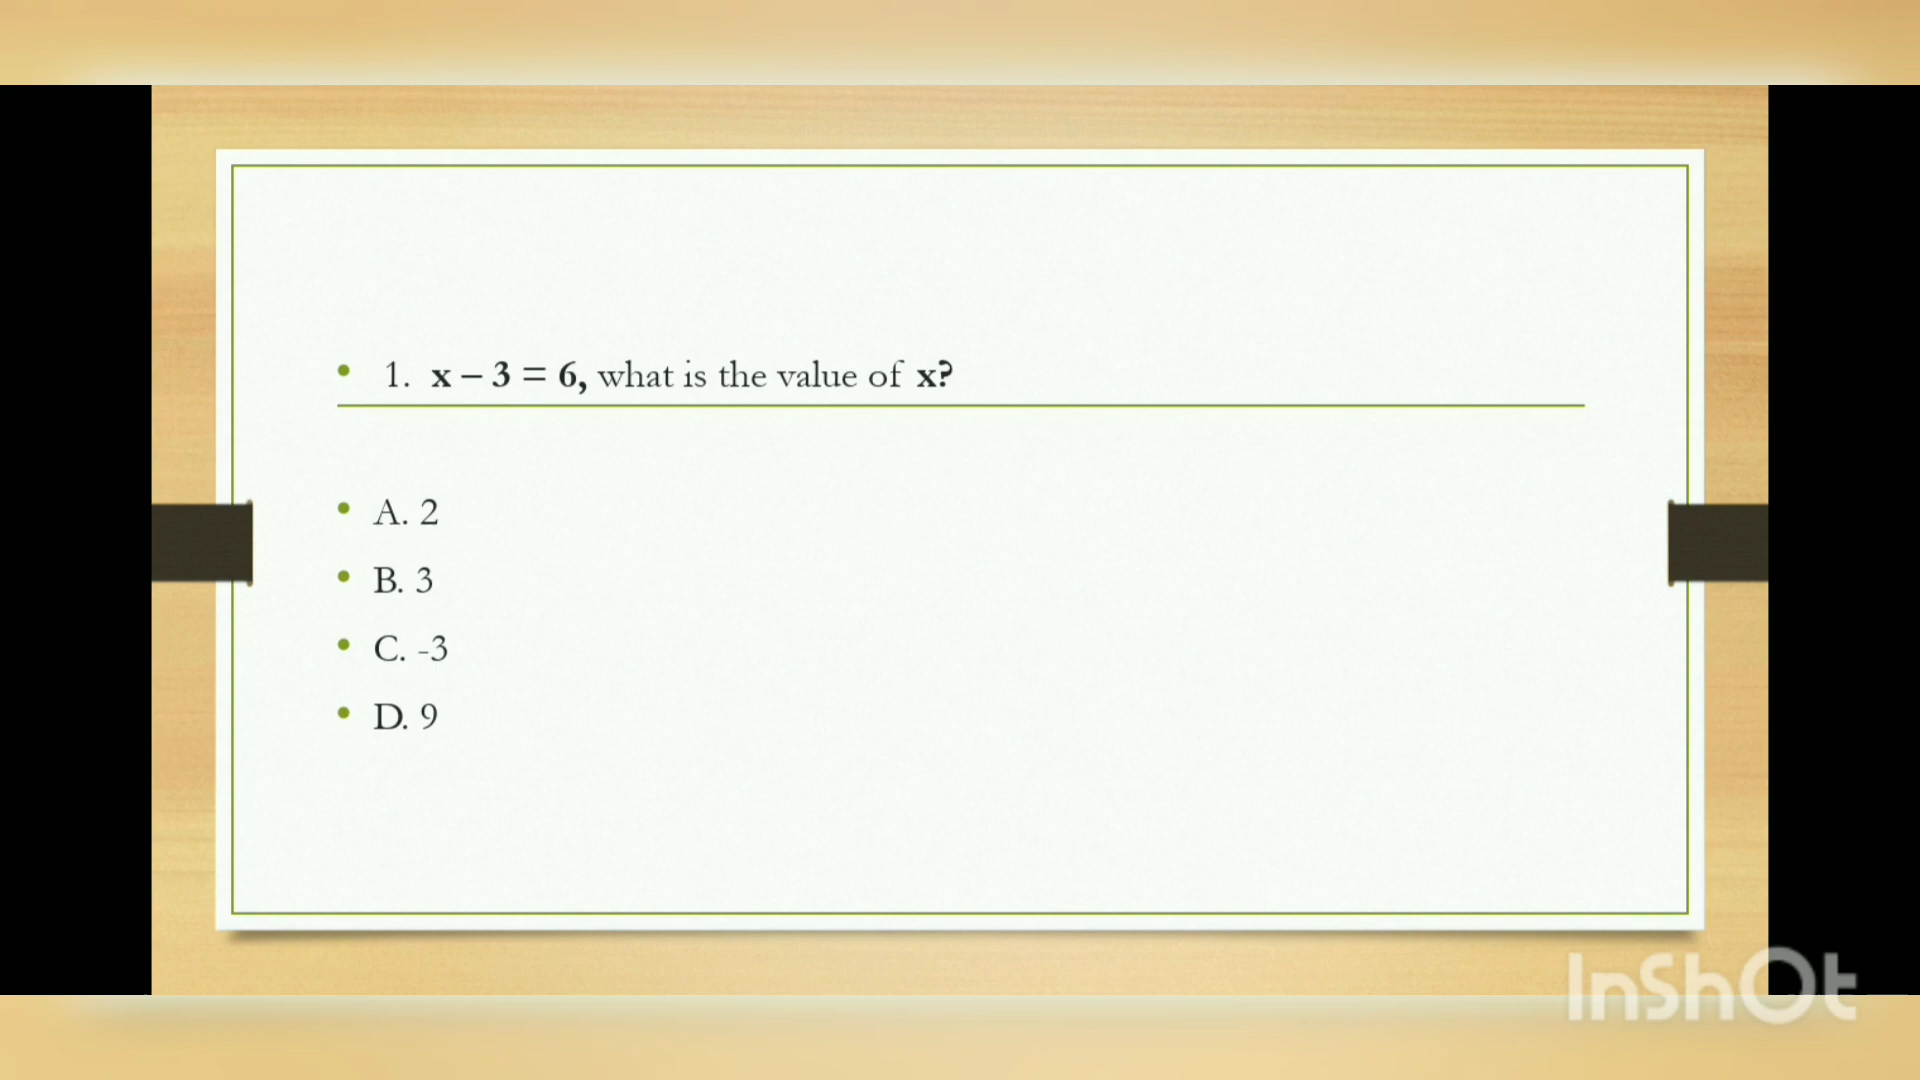 • 1. x – 3 = 6, what is the value of x?
• A. 2
• B. 3
• C. -3
• D. 9
InShOt